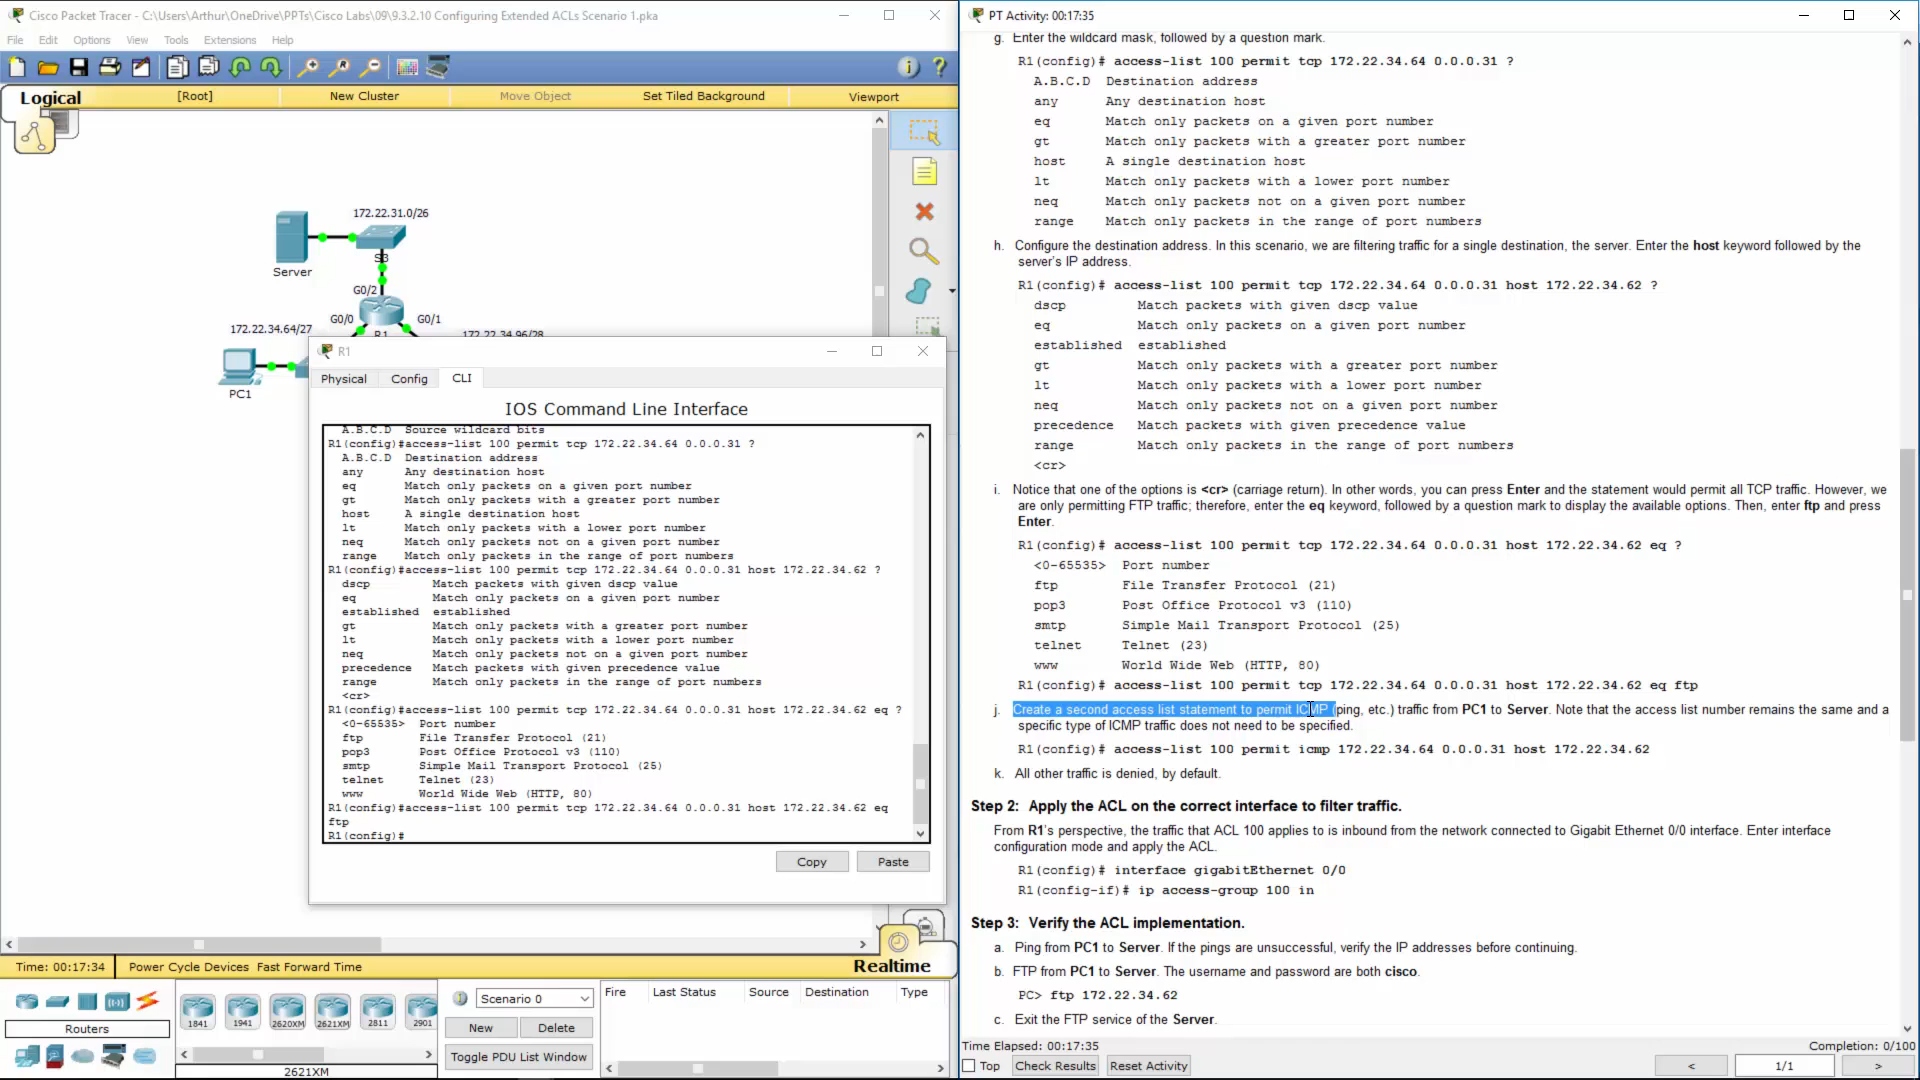 Cisco Packet Tracer - C:\Users\Arthur\OneDrive\PPTs\Cisco Labs\09\9.3.2.10 Configuring Extended ACLs Scenario 1.pka
File Edit Options View Tools Extensions Help
Logical
[Root]
New Cluster
Move Object
Set Tiled Background
Viewport
172.22.31.0/26
Server
S3
G0/2
G0/0
G0/1
172.22.34.64/27
R1
172.22.34.96/28
PC1
R1
Physical
Config
CLI
IOS Command Line Interface
A.B.C.D Source wildcard bits
R1(config)#access-list 100 permit tcp 172.22.34.64 0.0.0.31 ?
A.B.C.D Destination address
any Any destination host
eq Match only packets on a given port number
gt Match only packets with a greater port number
host A single destination host
lt Match only packets with a lower port number
neq Match only packets not on a given port number
range Match only packets in the range of port numbers
R1(config)#access-list 100 permit tcp 172.22.34.64 0.0.0.31 host 172.22.34.62 ?
dscp Match packets with given dscp value
eq Match only packets on a given port number
established established
gt Match only packets with a greater port number
lt Match only packets with a lower port number
neq Match only packets not on a given port number
precedence Match packets with given precedence value
range Match only packets in the range of port numbers
<cr>
R1(config)#access-list 100 permit tcp 172.22.34.64 0.0.0.31 host 172.22.34.62 eq ?
<0-65535> Port number
ftp File Transfer Protocol (21)
pop3 Post Office Protocol v3 (110)
smtp Simple Mail Transport Protocol (25)
telnet Telnet (23)
www World Wide Web (HTTP, 80)
R1(config)#access-list 100 permit tcp 172.22.34.64 0.0.0.31 host 172.22.34.62 eq
ftp
R1(config)#
Copy
Paste
Realtime
Time: 00:17:34
Power Cycle Devices Fast Forward Time
Routers
1841
1941
2620XM
2621XM
2811
2901
2621XM
Scenario 0
New
Delete
Toggle PDU List Window
Fire
Last Status
Source
Destination
Type
PT Activity: 00:17:35
g. Enter the wildcard mask, followed by a question mark.
R1(config)# access-list 100 permit tcp 172.22.34.64 0.0.0.31 ?
A.B.C.D Destination address
any Any destination host
eq Match only packets on a given port number
gt Match only packets with a greater port number
host A single destination host
lt Match only packets with a lower port number
neq Match only packets not on a given port number
range Match only packets in the range of port numbers
h. Configure the destination address. In this scenario, we are filtering traffic for a single destination, the server. Enter the host keyword followed by the
server's IP address.
R1(config)# access-list 100 permit tcp 172.22.34.64 0.0.0.31 host 172.22.34.62 ?
dscp Match packets with given dscp value
eq Match only packets on a given port number
established established
gt Match only packets with a greater port number
lt Match only packets with a lower port number
neq Match only packets not on a given port number
precedence Match packets with given precedence value
range Match only packets in the range of port numbers
<cr>
i. Notice that one of the options is <cr> (carriage return). In other words, you can press Enter and the statement would permit all TCP traffic. However, we
are only permitting FTP traffic; therefore, enter the eq keyword, followed by a question mark to display the available options. Then, enter ftp and press
Enter.
R1(config)# access-list 100 permit tcp 172.22.34.64 0.0.0.31 host 172.22.34.62 eq ?
<0-65535> Port number
ftp File Transfer Protocol (21)
pop3 Post Office Protocol v3 (110)
smtp Simple Mail Transport Protocol (25)
telnet Telnet (23)
www World Wide Web (HTTP, 80)
R1(config)# access-list 100 permit tcp 172.22.34.64 0.0.0.31 host 172.22.34.62 eq ftp
j. Create a second access list statement to permit ICMP (ping, etc.) traffic from PC1 to Server. Note that the access list number remains the same and a
specific type of ICMP traffic does not need to be specified.
R1(config)# access-list 100 permit icmp 172.22.34.64 0.0.0.31 host 172.22.34.62
k. All other traffic is denied, by default.
Step 2: Apply the ACL on the correct interface to filter traffic.
From R1's perspective, the traffic that ACL 100 applies to is inbound from the network connected to Gigabit Ethernet 0/0 interface. Enter interface
configuration mode and apply the ACL.
R1(config)# interface gigabitEthernet 0/0
R1(config-if)# ip access-group 100 in
Step 3: Verify the ACL implementation.
a. Ping from PC1 to Server. If the pings are unsuccessful, verify the IP addresses before continuing.
b. FTP from PC1 to Server. The username and password are both cisco.
PC> ftp 172.22.34.62
c. Exit the FTP service of the Server.
Time Elapsed: 00:17:35
Completion: 0/100
Top
Check Results
Reset Activity
<
1/1
>